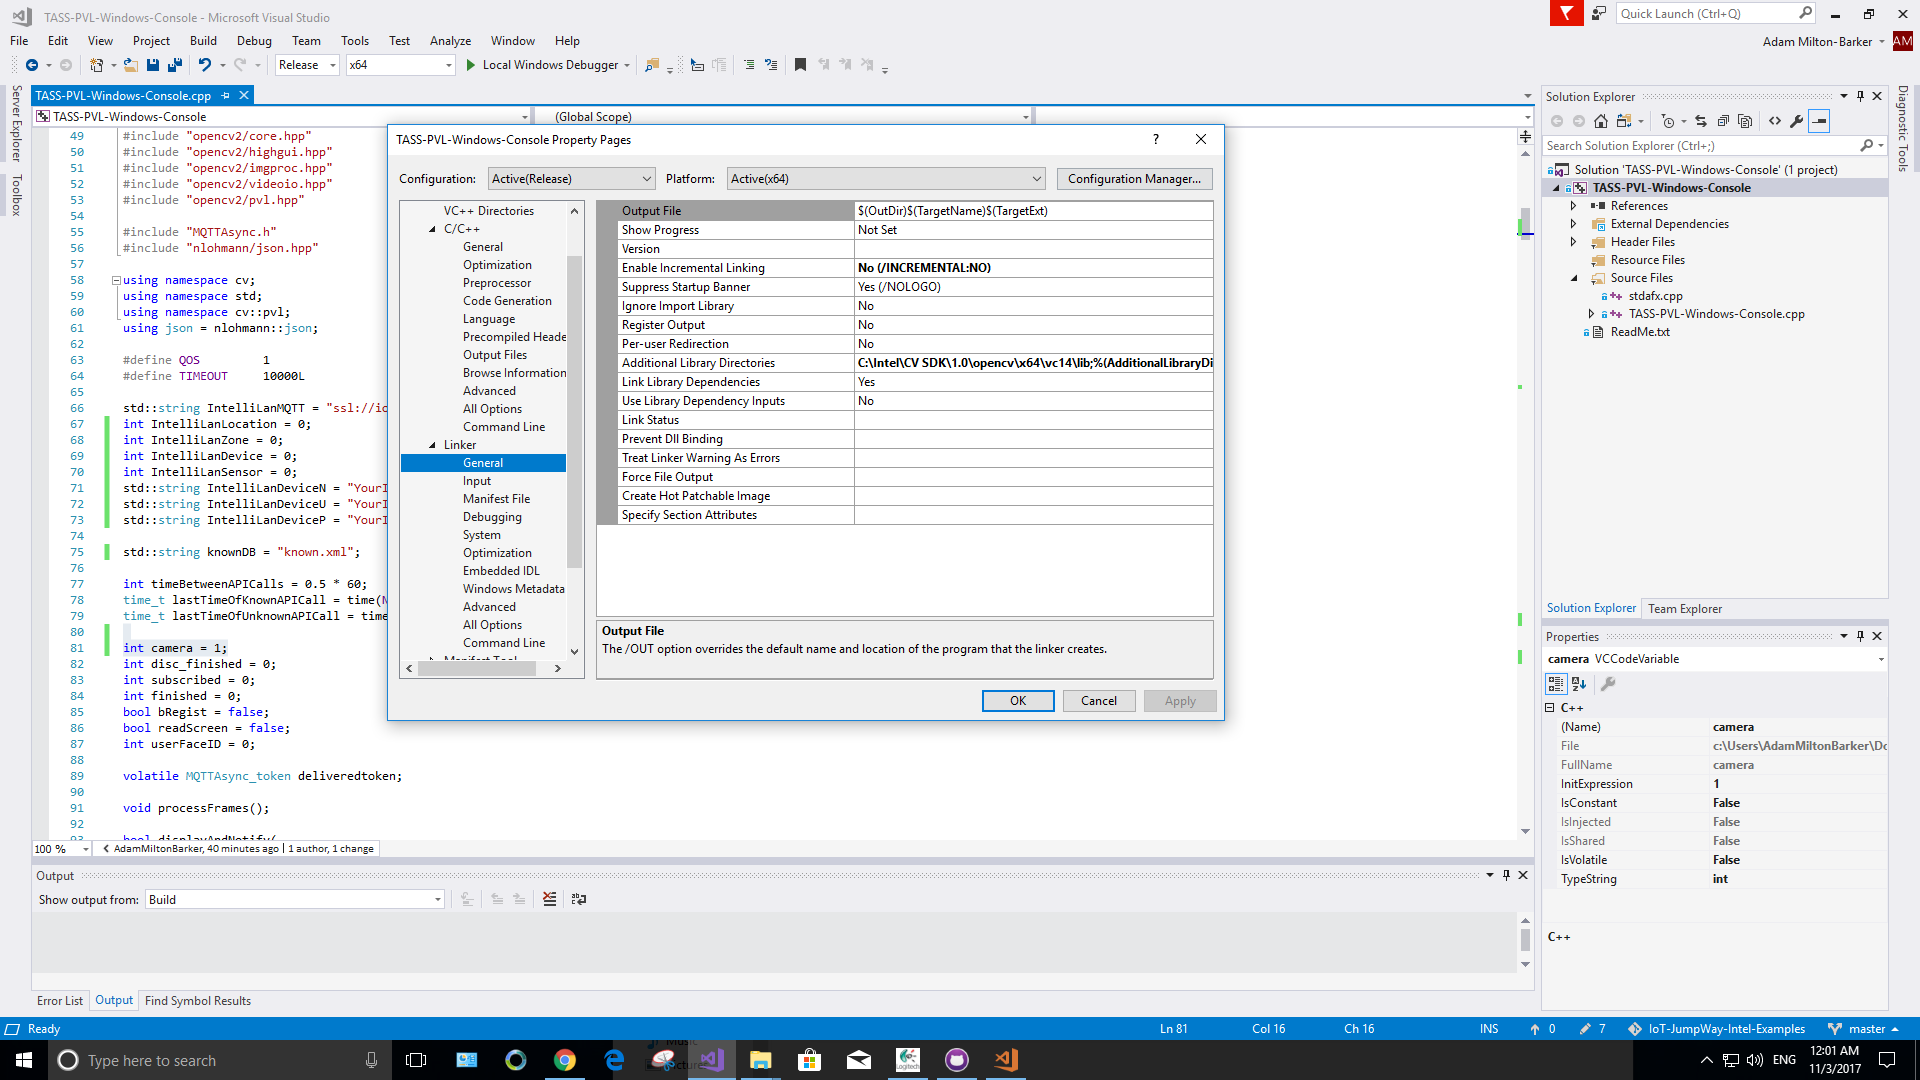 TASS-PVL-Windows-Console - Microsoft Visual Studio
Quick Launch (Ctrl+Q)
File Edit View Project Build Debug Team Tools Test Analyze Window Help
Adam Milton-Barker AM
Release x64 Local Windows Debugger
Server Explorer
Toolbox
TASS-PVL-Windows-Console.cpp
TASS-PVL-Windows-Console (Global Scope)
49 #include "opencv2/core.hpp"
50 #include "opencv2/highgui.hpp"
51 #include "opencv2/imgproc.hpp"
52 #include "opencv2/videoio.hpp"
53 #include "opencv2/pvl.hpp"
54
55 #include "MQTTAsync.h"
56 #include "nlohmann/json.hpp"
57
58 using namespace cv;
59 using namespace std;
60 using namespace cv::pvl;
61 using json = nlohmann::json;
62
63 #define QOS 1
64 #define TIMEOUT 10000L
65
66 std::string IntelliLanMQTT = "ssl://io
67 int IntelliLanLocation = 0;
68 int IntelliLanZone = 0;
69 int IntelliLanDevice = 0;
70 int IntelliLanSensor = 0;
71 std::string IntelliLanDeviceN = "YourI
72 std::string IntelliLanDeviceU = "YourI
73 std::string IntelliLanDeviceP = "YourI
74
75 std::string knownDB = "known.xml";
76
77 int timeBetweenAPICalls = 0.5 * 60;
78 time_t lastTimeOfKnownAPICall = time(N
79 time_t lastTimeOfUnknownAPICall = time
80
81 int camera = 1;
82 int disc_finished = 0;
83 int subscribed = 0;
84 int finished = 0;
85 bool bRegist = false;
86 bool readScreen = false;
87 int userFaceID = 0;
88
89 volatile MQTTAsync_token deliveredtoken;
90
91 void processFrames();
92
93 bool displayAndNotify(
100 % AdamMiltonBarker, 40 minutes ago | 1 author, 1 change
TASS-PVL-Windows-Console Property Pages ?
Configuration: Active(Release) Platform: Active(x64) Configuration Manager...
VC++ Directories
C/C++
General
Optimization
Preprocessor
Code Generation
Language
Precompiled Heade
Output Files
Browse Information
Advanced
All Options
Command Line
Linker
General
Input
Manifest File
Debugging
System
Optimization
Embedded IDL
Windows Metadata
Advanced
All Options
Command Line
Manifest Tool
Output File $(OutDir)$(TargetName)$(TargetExt)
Show Progress Not Set
Version
Enable Incremental Linking No (/INCREMENTAL:NO)
Suppress Startup Banner Yes (/NOLOGO)
Ignore Import Library No
Register Output No
Per-user Redirection No
Additional Library Directories C:\Intel\CV SDK\1.0\opencv\x64\vc14\lib;%(AdditionalLibraryDi
Link Library Dependencies Yes
Use Library Dependency Inputs No
Link Status
Prevent Dll Binding
Treat Linker Warning As Errors
Force File Output
Create Hot Patchable Image
Specify Section Attributes
Output File
The /OUT option overrides the default name and location of the program that the linker creates.
OK Cancel Apply
Solution Explorer
Search Solution Explorer (Ctrl+;)
Solution 'TASS-PVL-Windows-Console' (1 project)
TASS-PVL-Windows-Console
References
External Dependencies
Header Files
Resource Files
Source Files
stdafx.cpp
TASS-PVL-Windows-Console.cpp
ReadMe.txt
Solution Explorer Team Explorer
Diagnostic Tools
Properties
camera VCCodeVariable
C++
(Name) camera
File c:\Users\AdamMiltonBarker\Do
FullName camera
InitExpression 1
IsConstant False
IsInjected False
IsShared False
IsVolatile False
TypeString int
C++
Output
Show output from: Build
Error List Output Find Symbol Results
Ready Ln 81 Col 16 Ch 16 INS 0 7 IoT-JumpWay-Intel-Examples master
Type here to search
Logitech
ENG
12:01 AM
11/3/2017